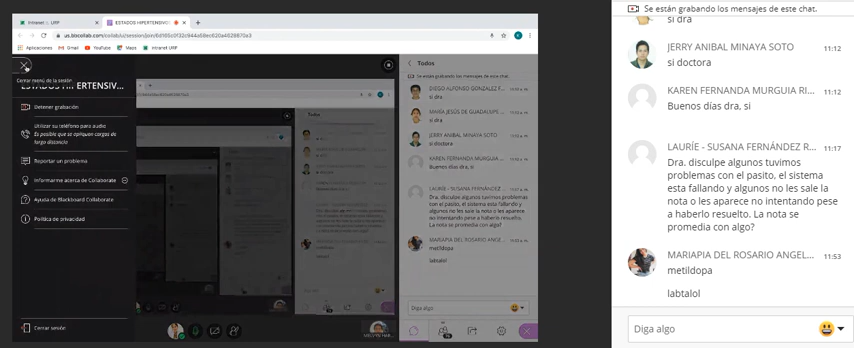 Intranet :.. URP
ESTADOS HIPERTENSIVOS
us.bbcollab.com/collab/ui/session/join/
Aplicaciones
Gmail
YouTube
Maps
Intranet URP
Cerrar menú de la sesión
ESTADOS HI ERTENSIV...
Detener grabación
Utilizar su teléfono para audio
Es posible que se apliquen cargos de
larga distancia
Reportar un problema
Informarme acerca de Collaborate
Ayuda de Blackboard Collaborate
Política de privacidad
Cerrar sesión
Todos
Se están grabando los mensajes de este chat.
DIEGO ALFONSO GONZALEZ F...
si dra
MARÍA JESÚS DE GUADALUPE...
si dra
JERRY ANIBAL MINAYA SOTO
si doctora
KAREN FERNANDA MURGUIA...
Buenos días dra, si
LAURÍE - SUSANA FERNÁNDEZ...
Dra. disculpe algunos tuvimos problemas
con el pasito, el sistema esta fallando y
algunos no les sale la nota o les aparece
no intentando pese a haberlo resuelto. La
nota se promedia con algo?
MARIAPIA DEL ROSARIO ANGEL...
metildopa
labtalol
Diga algo
Se están grabando los mensajes de este chat.
si dra
JERRY ANIBAL MINAYA SOTO 11:12
si doctora
KAREN FERNANDA MURGUIA RI... 11:12
Buenos días dra, si
LAURÍE - SUSANA FERNÁNDEZ R... 11:17
Dra. disculpe algunos tuvimos
problemas con el pasito, el sistema
esta fallando y algunos no les sale la
nota o les aparece no intentando pese
a haberlo resuelto. La nota se
promedia con algo?
MARIAPIA DEL ROSARIO ANGEL... 11:53
metildopa
labtalol
Diga algo